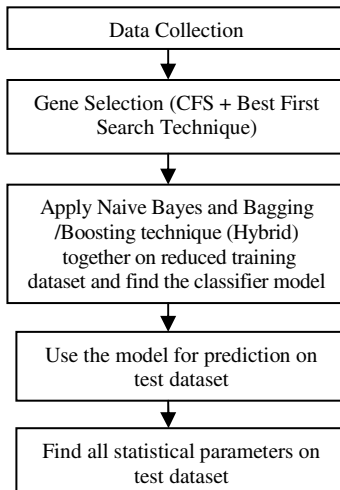 Data Collection
Gene Selection (CFS + Best First
Search Technique)
Apply Naive Bayes and Bagging
/Boosting technique (Hybrid)
together on reduced training
dataset and find the classifier model
Use the model for prediction on
test dataset
Find all statistical parameters on
test dataset